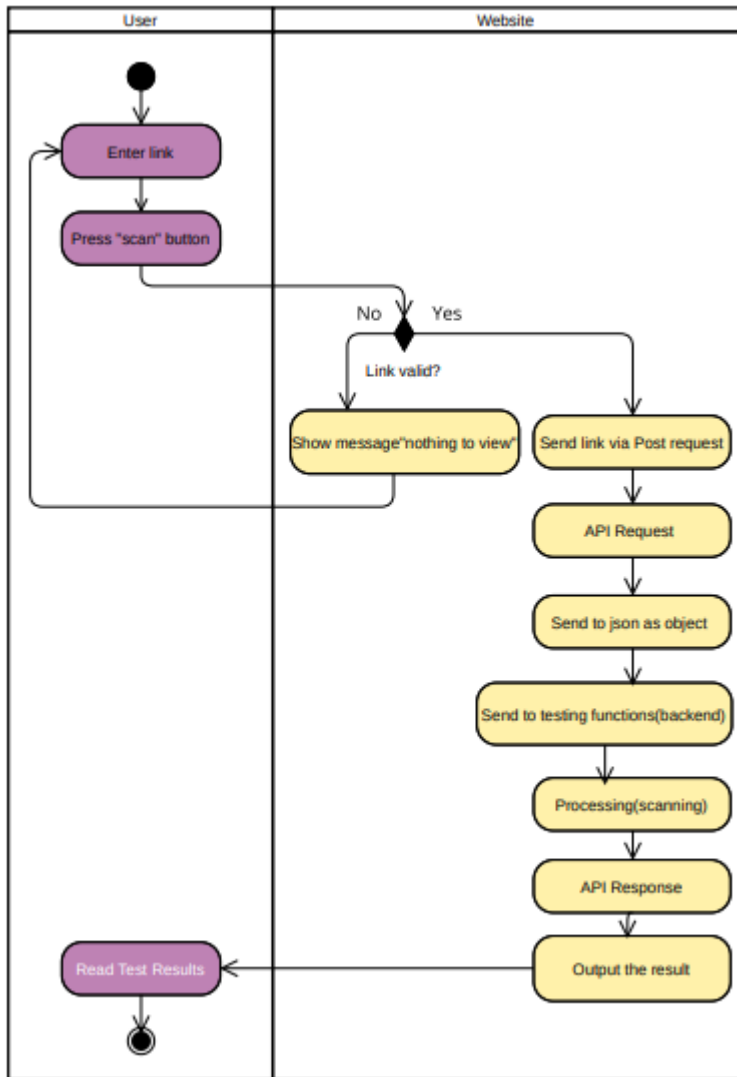 User
Website
Enter link
Press "scan" button
No
Yes
Link valid?
Show message"nothing to view"
Send link via Post request
API Request
Send to json as object
Send to testing functions(backend)
Processing(scanning)
API Response
Read Test Results
Output the result